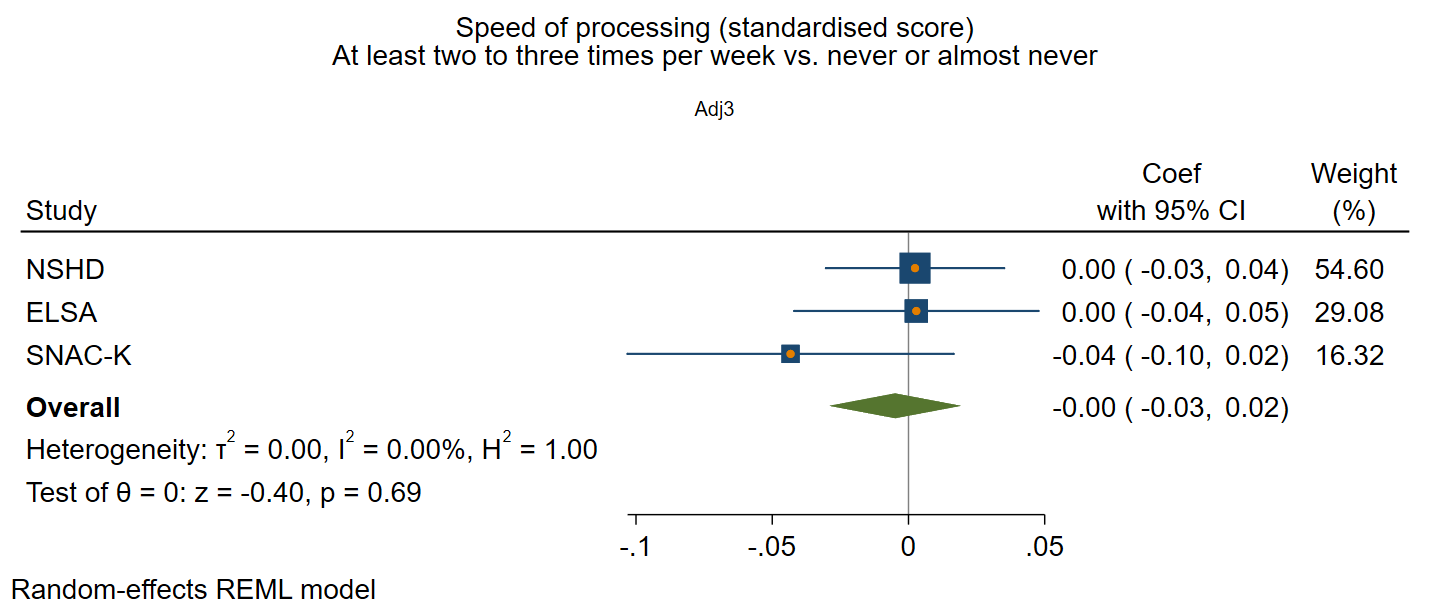 Speed of processing (standardised score)
At least two to three times per week vs. never or almost never
Adj3
Coef Weight
Study with 95% CI (%)
NSHD 0.00 ( -0.03, 0.04) 54.60
ELSA 0.00 ( -0.04, 0.05) 29.08
SNAC-K -0.04 ( -0.10, 0.02) 16.32
Overall -0.00 ( -0.03, 0.02)
Heterogeneity: τ² = 0.00, I² = 0.00%, H² = 1.00
Test of θ = 0: z = -0.40, p = 0.69
-.1 -.05 0 .05
Random-effects REML model